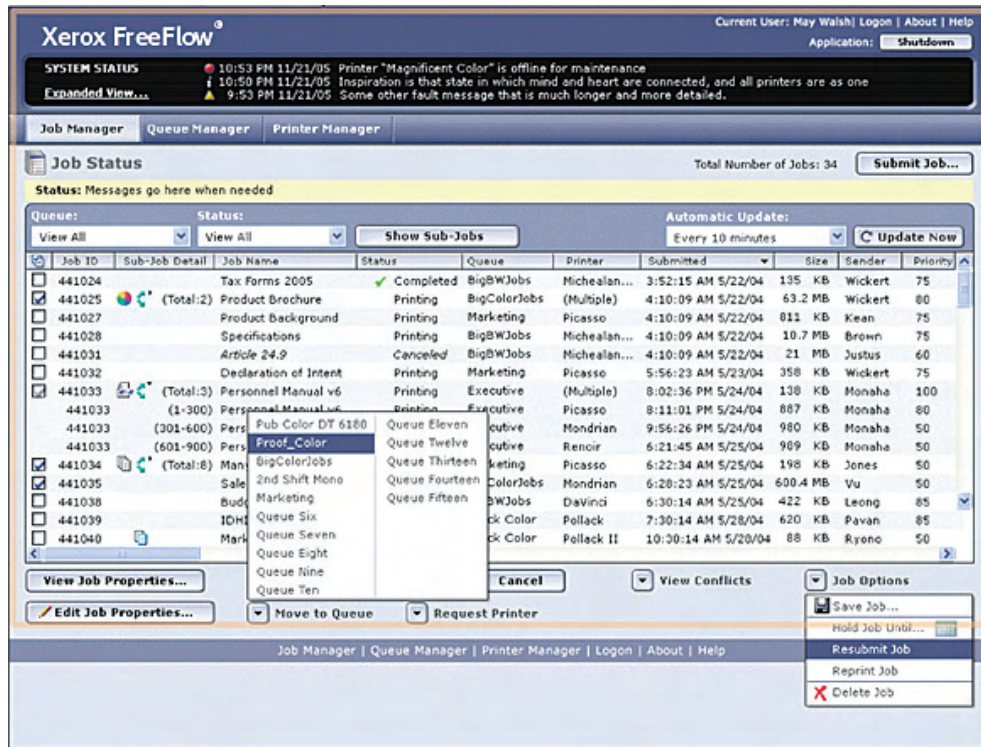 Xerox FreeFlow
Current User: May Walsh| Logon | About | Help
Application: Shutdown
SYSTEM STATUS
Expanded View...
10:53 PM 11/21/05 Printer "Magnificent Color" is offline for maintenance
10:50 PM 11/21/05 Inspiration is that state in which mind and heart are connected, and all printers are as one
9:53 PM 11/21/05 Some other fault message that is much longer and more detailed.
Job Manager Queue Manager Printer Manager
Job Status
Total Number of Jobs: 34 Submit Job...
Status: Messages go here when needed
Queue: Status: Automatic Update:
View All View All Show Sub-Jobs Every 10 minutes Update Now
Job ID Sub-Job Detail Job Name Status Queue Printer Submitted Size Sender Priority
441024 Tax Forms 2005 Completed BigBWJobs Michealan... 3:52:15 AM 5/22/04 135 KB Wickert 75
441025 (Total:2) Product Brochure Printing BigColorJobs (Multiple) 4:10:09 AM 5/22/04 63.2 MB Wickert 80
441027 Product Background Printing Marketing Picasso 4:10:09 AM 5/22/04 811 KB Kean 75
441028 Specifications Printing BigBWJobs Michealan... 4:10:09 AM 5/22/04 10.7 MB Brown 75
441031 Article 24.9 Canceled BigBWJobs Michealan... 4:10:09 AM 5/22/04 21 MB Justus 60
441032 Declaration of Intent Printing Marketing Picasso 5:56:23 AM 5/23/04 358 KB Wickert 75
441033 (Total:3) Personnel Manual v6 Printing Executive (Multiple) 8:02:36 PM 5/24/04 138 KB Monaha 100
441033 (1-300) Personnel Manual v6 Printing Executive Picasso 8:11:01 PM 5/24/04 887 KB Monaha 80
441033 (301-600) Pers cutive Mondrian 9:56:26 PM 5/24/04 980 KB Monaha 50
441033 (601-900) Pers cutive Renoir 6:21:45 AM 5/25/04 989 KB Monaha 50
441034 (Total:8) Man keting Picasso 6:22:34 AM 5/25/04 198 KB Jones 50
441035 Sale ColorJobs Mondrian 6:28:23 AM 5/25/04 600.4 MB Vu 50
441038 Budg BWJobs DaVinci 6:30:14 AM 5/25/04 422 KB Leong 85
441039 IDHI ck Color Pollack 7:30:14 AM 5/28/04 620 KB Pavan 85
441040 Mark ck Color Pollack II 10:30:14 AM 5/28/04 88 KB Ryono 50
Pub Color DT 6180 Queue Eleven
Proof_Color Queue Twelve
BigColorJobs Queue Thirteen
2nd Shift Mono Queue Fourteen
Marketing Queue Fifteen
Queue Six
Queue Seven
Queue Eight
Queue Nine
Queue Ten
View Job Properties... Cancel View Conflicts Job Options
Edit Job Properties... Move to Queue Request Printer
Save Job...
Hold Job Until...
Resubmit Job
Reprint Job
Delete Job
Job Manager | Queue Manager | Printer Manager | Logon | About | Help